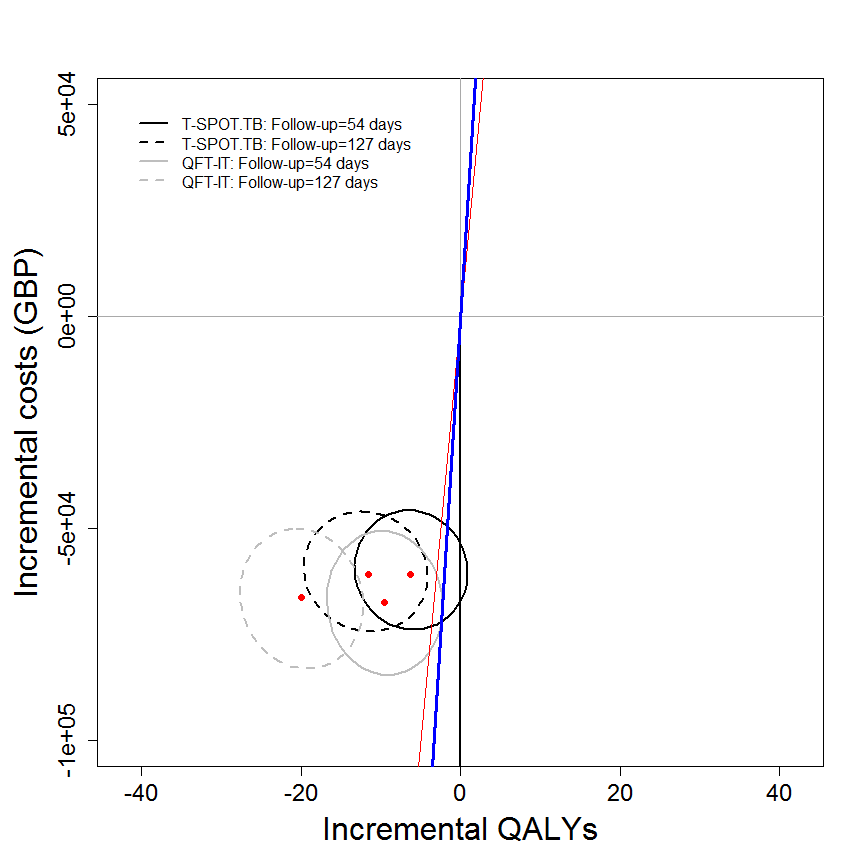 T-SPOT.TB: Follow-up=54 days
T-SPOT.TB: Follow-up=127 days
QFT-IT: Follow-up=54 days
QFT-IT: Follow-up=127 days
Incremental costs (GBP)
5e+04
0e+00
-5e+04
-1e+05
-40 -20 0 20 40
Incremental QALYs